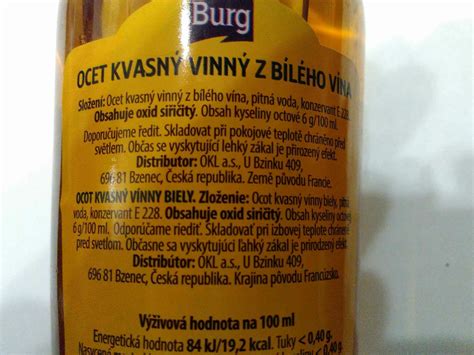 Burg
OCET KVASNÝ VINNÝ Z BÍLÉHO VÍNA
Složení: Ocet kvasný vinný z bílého vína, pitná voda, konzervant E 228.
Obsahuje oxid siřičitý. Obsah kyseliny octové 6 g/100 ml.
Doporučujeme ředit. Skladovat při pokojové teplotě chráněno před
světlem. Občas se vyskytující lehký zákal je přirozený efekt.
Distributor: OKL a.s., U Bzinku 409,
696 81 Bzenec, Česká republika. Země původu Francie.
OCOT KVASNÝ VÍNNY BIELY. Zloženie: Ocot kvasný vínny biely, pitná
voda, konzervant E 228. Obsahuje oxid siričitý. Obsah kyseliny octovej
6 g/100 ml. Odporúčame riediť. Skladovať pri izbovej teplote chránené
pred svetlom. Občasne sa vyskytujúci ľahký zákal je prirodzený efekt.
Distribútor: OKL a.s., U Bzinku 409,
696 81 Bzenec, Česká republika. Krajina pôvodu Francúzsko.
Výživová hodnota na 100 ml
Energetická hodnota 84 kJ/19,2 kcal. Tuky < 0,40 g.
< 0,40 g.